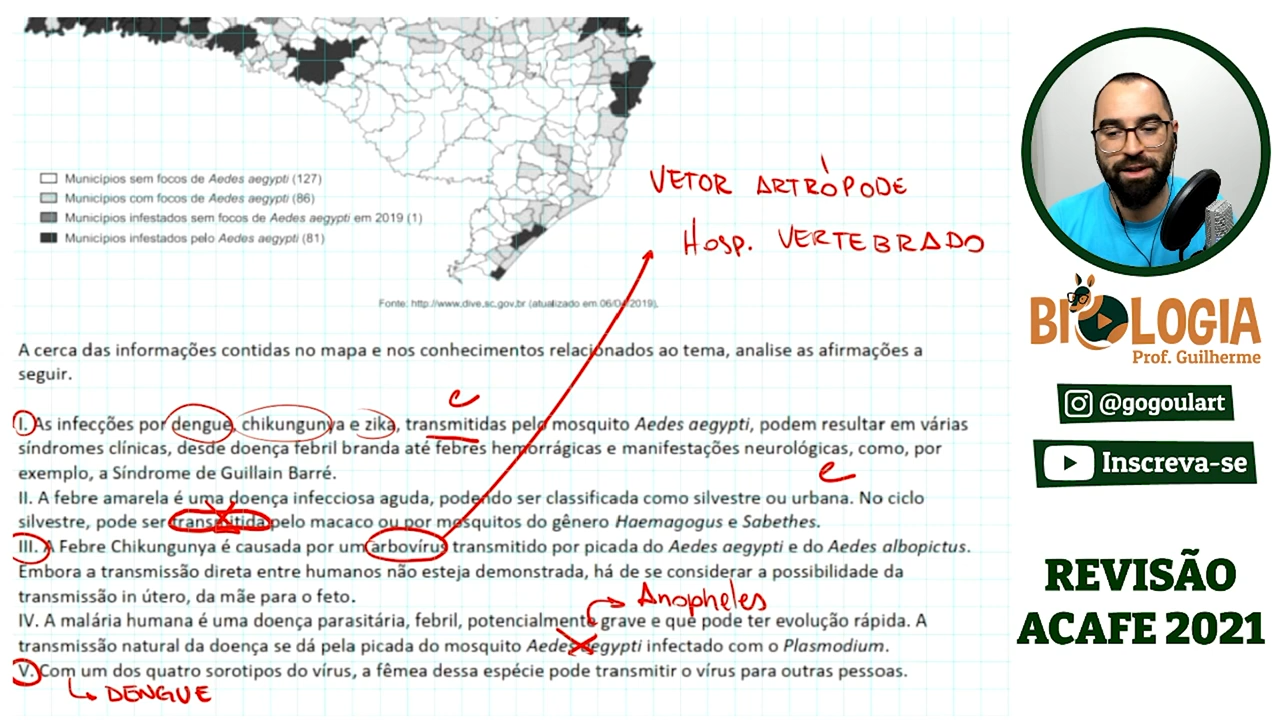 Municípios sem focos de Aedes aegypti (127)
Municípios com focos de Aedes aegypti (86)
Municípios infestados sem focos de Aedes aegypti em 2019 (1)
Municípios infestados pelo Aedes aegypti (81)
VETOR ARTRÓPODE
HOSP. VERTEBRADO
Fonte: http://www.dive.sc.gov.br (atualizado em 06/04/2019).
A cerca das informações contidas no mapa e nos conhecimentos relacionados ao tema, analise as afirmações a
seguir.
C
I. As infecções por dengue, chikungunya e zika, transmitidas pelo mosquito Aedes aegypti, podem resultar em várias
síndromes clínicas, desde doença febril branda até febres hemorrágicas e manifestações neurológicas, como, por
exemplo, a Síndrome de Guillain Barré.
e
II. A febre amarela é uma doença infecciosa aguda, podendo ser classificada como silvestre ou urbana. No ciclo
silvestre, pode ser transmitida pelo macaco ou por mosquitos do gênero Haemagogus e Sabethes.
III. A Febre Chikungunya é causada por um arbovírus transmitido por picada do Aedes aegypti e do Aedes albopictus.
Embora a transmissão direta entre humanos não esteja demonstrada, há de se considerar a possibilidade da
transmissão in útero, da mãe para o feto.
Anopheles
IV. A malária humana é uma doença parasitária, febril, potencialmente grave e que pode ter evolução rápida. A
transmissão natural da doença se dá pela picada do mosquito Aedes aegypti infectado com o Plasmodium.
V. Com um dos quatro sorotipos do vírus, a fêmea dessa espécie pode transmitir o vírus para outras pessoas.
DENGUE
BIOLOGIA
Prof. Guilherme
@gogoulart
Inscreva-se
REVISÃO
ACAFE 2021